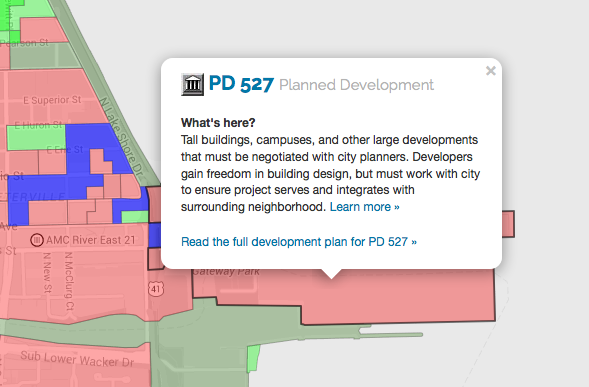 Pearson St
E Superior St
E Huron St
E Erie St
N Lake Shore Dr
TERVILLE
Ave
AMC River East 21
s St
N New St
N McClurg Ct
41
Gateway Park
Sub Lower Wacker Dr
×
PD 527 Planned Development
What's here?
Tall buildings, campuses, and other large developments
that must be negotiated with city planners. Developers
gain freedom in building design, but must work with city
to ensure project serves and integrates with
surrounding neighborhood. Learn more »
Read the full development plan for PD 527 »